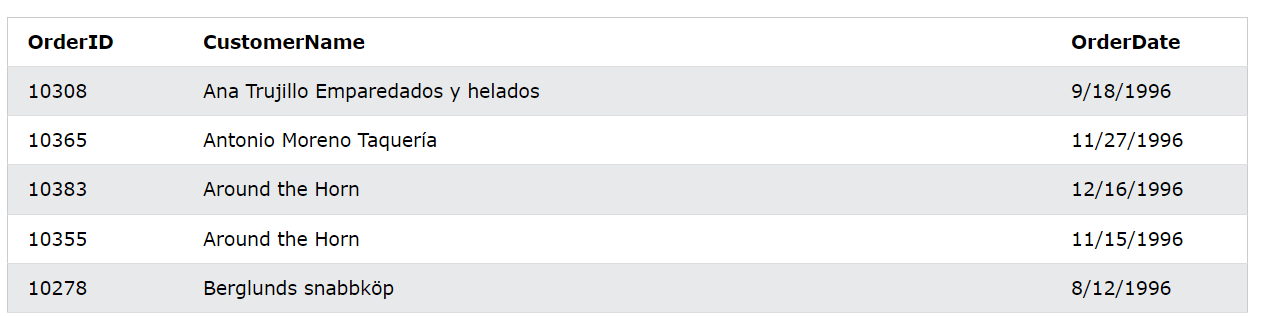 OrderID CustomerName OrderDate
10308 Ana Trujillo Emparedados y helados 9/18/1996
10365 Antonio Moreno Taquería 11/27/1996
10383 Around the Horn 12/16/1996
10355 Around the Horn 11/15/1996
10278 Berglunds snabbköp 8/12/1996